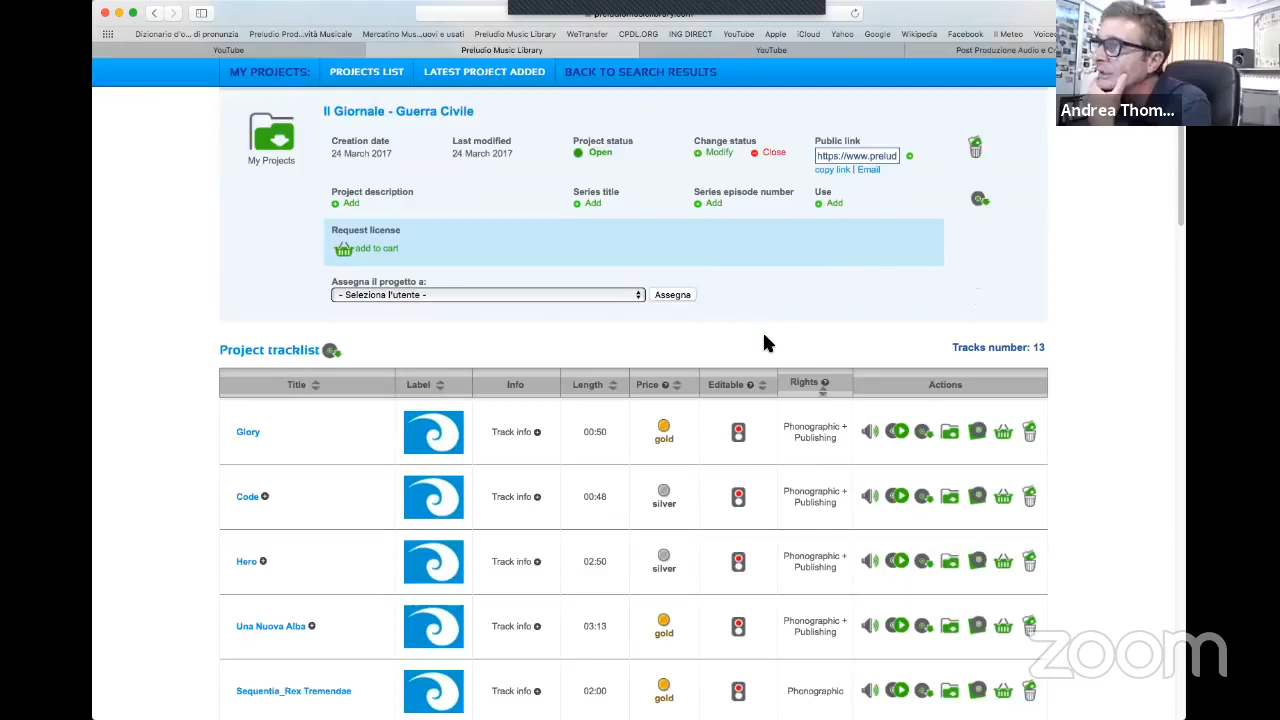 preludiomusiclibrary.com
Dizionario d'o... di pronunzia
Preludio Prod...vità Musicale
Mercatino Mus...uovi e usati
Preludio Music Library
WeTransfer
CPDL.ORG
ING DIRECT
YouTube
Apple
iCloud
Yahoo
Google
Wikipedia
Facebook
Il Meteo
YouTube
Preludio Music Library
YouTube
Post Produzione Audio e
MY PROJECTS:
PROJECTS LIST
LATEST PROJECT ADDED
BACK TO SEARCH RESULTS
Andrea Thom...
Il Giornale - Guerra Civile
My Projects
Creation date
Last modified
Project status
Change status
Public link
24 March 2017
24 March 2017
Open
Modify
Close
https://www.prelud
copy link | Email
Project description
Series title
Series episode number
Use
Add
Add
Add
Add
Request license
add to cart
Assegna il progetto a:
- Seleziona l'utente -
Assegna
Project tracklist
Tracks number: 13
Title
Label
Info
Length
Price
Editable
Rights
Actions
Glory
Track info
00:50
gold
Phonographic +
Publishing
Code
Track info
00:48
silver
Phonographic +
Publishing
Hero
Track info
02:50
silver
Phonographic +
Publishing
Una Nuova Alba
Track info
03:13
gold
Phonographic +
Publishing
Sequentia_Rex Tremendae
Track info
02:00
gold
Phonographic
zoom